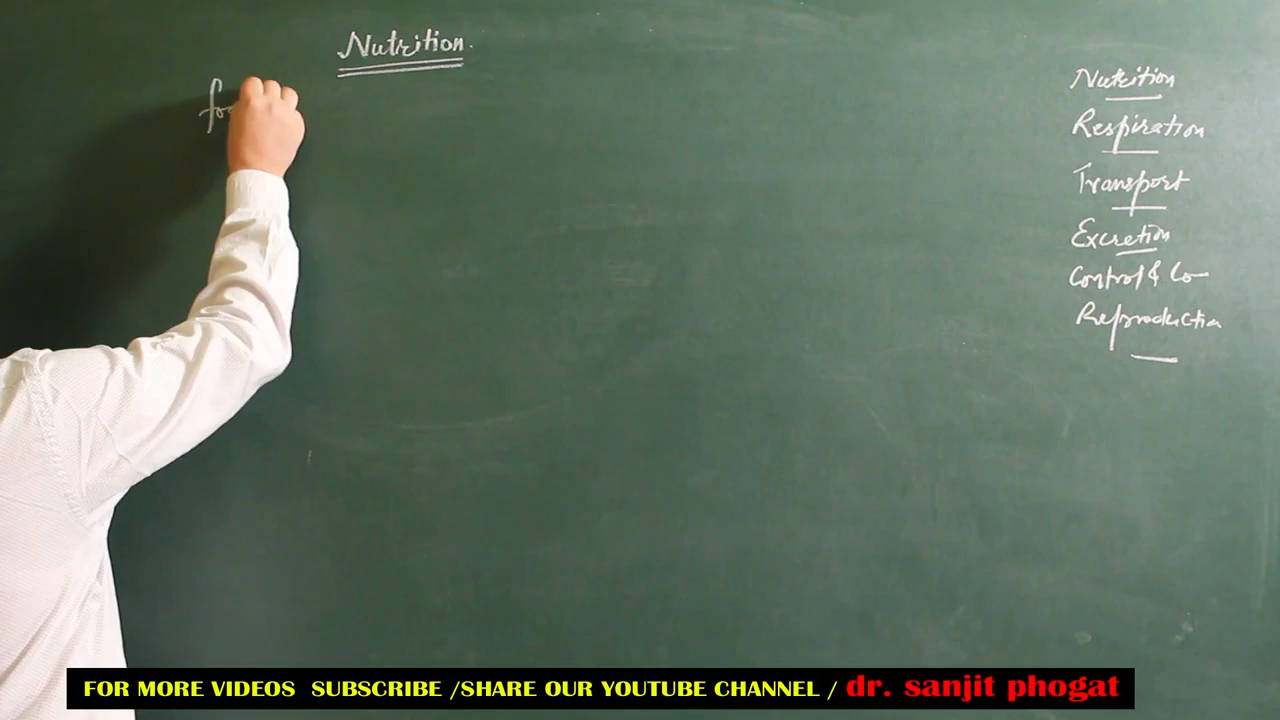 Nutrition
Nutrition
Respiration
Transport
Excretion
Control & Co
Reproduction
FOR MORE VIDEOS SUBSCRIBE /SHARE OUR YOUTUBE CHANNEL / dr. sanjit phogat